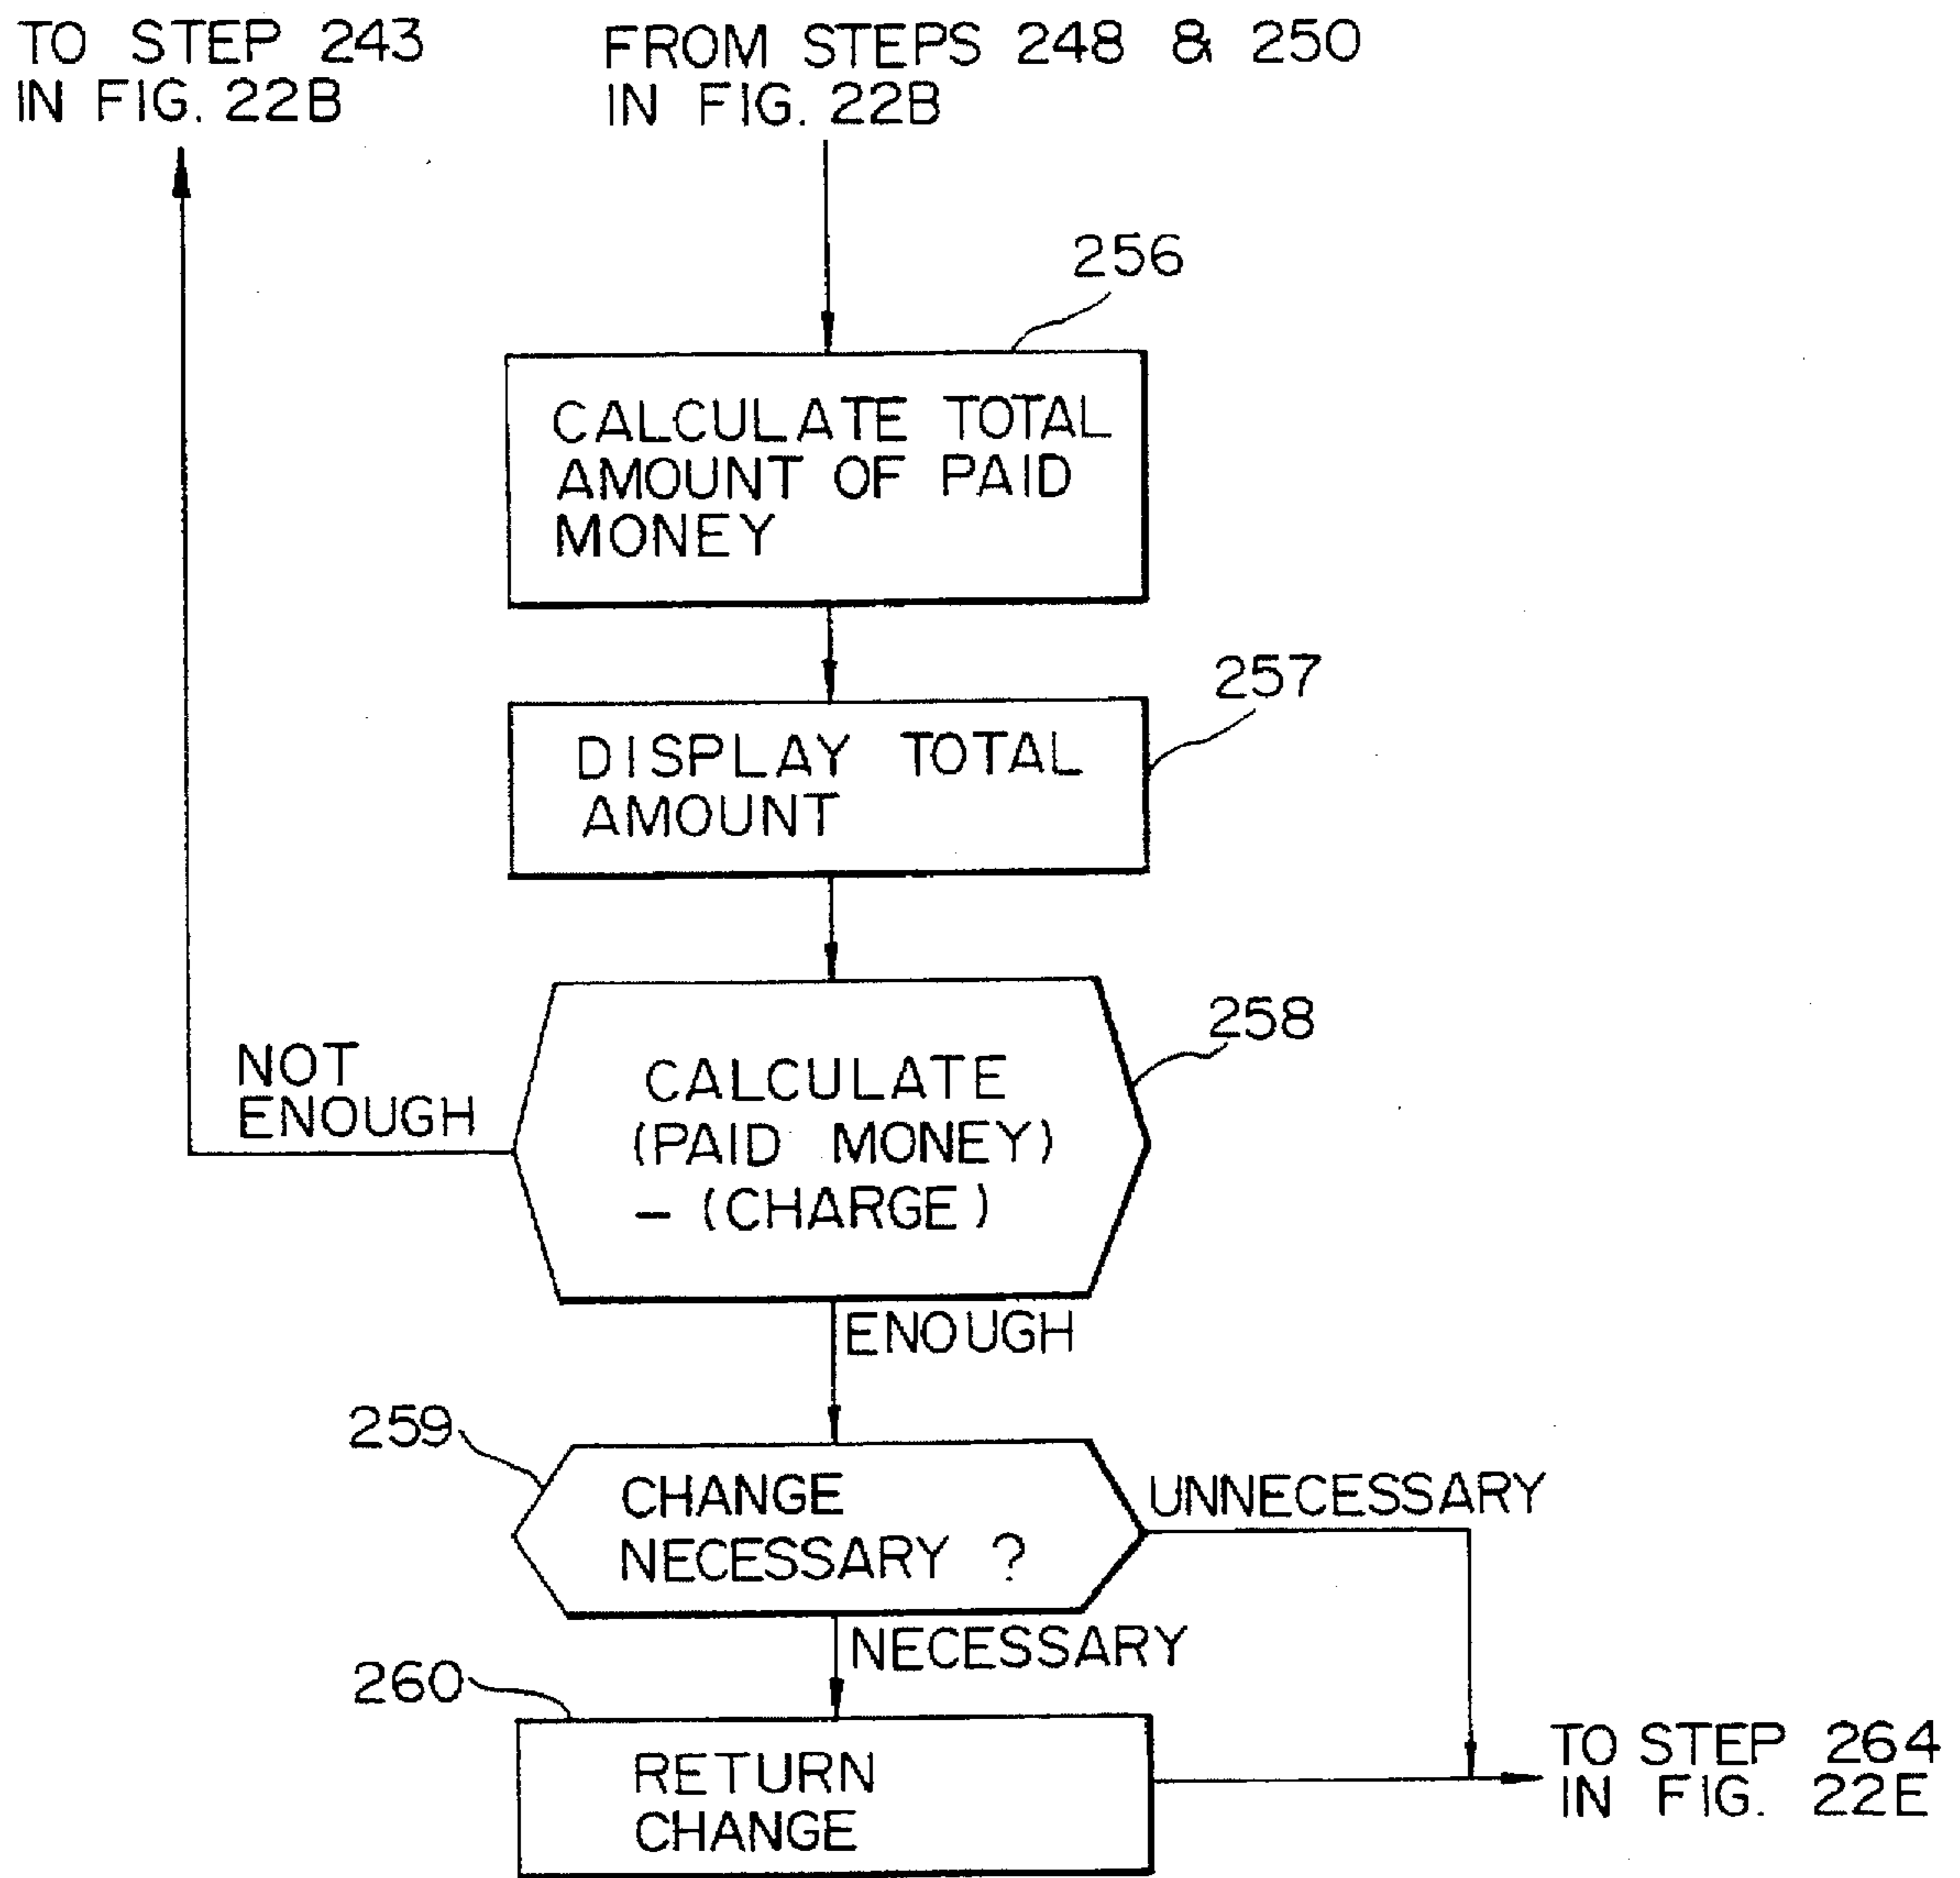 TO STEP 243
IN FIG. 22B
FROM STEPS 248 & 250
IN FIG. 22B
256
CALCULATE TOTAL
AMOUNT OF PAID
MONEY
257
DISPLAY TOTAL
AMOUNT
258
NOT
ENOUGH
CALCULATE
(PAID MONEY)
- (CHARGE)
ENOUGH
259
CHANGE
NECESSARY ?
UNNECESSARY
NECESSARY
260
RETURN
CHANGE
TO STEP 264
IN FIG. 22E